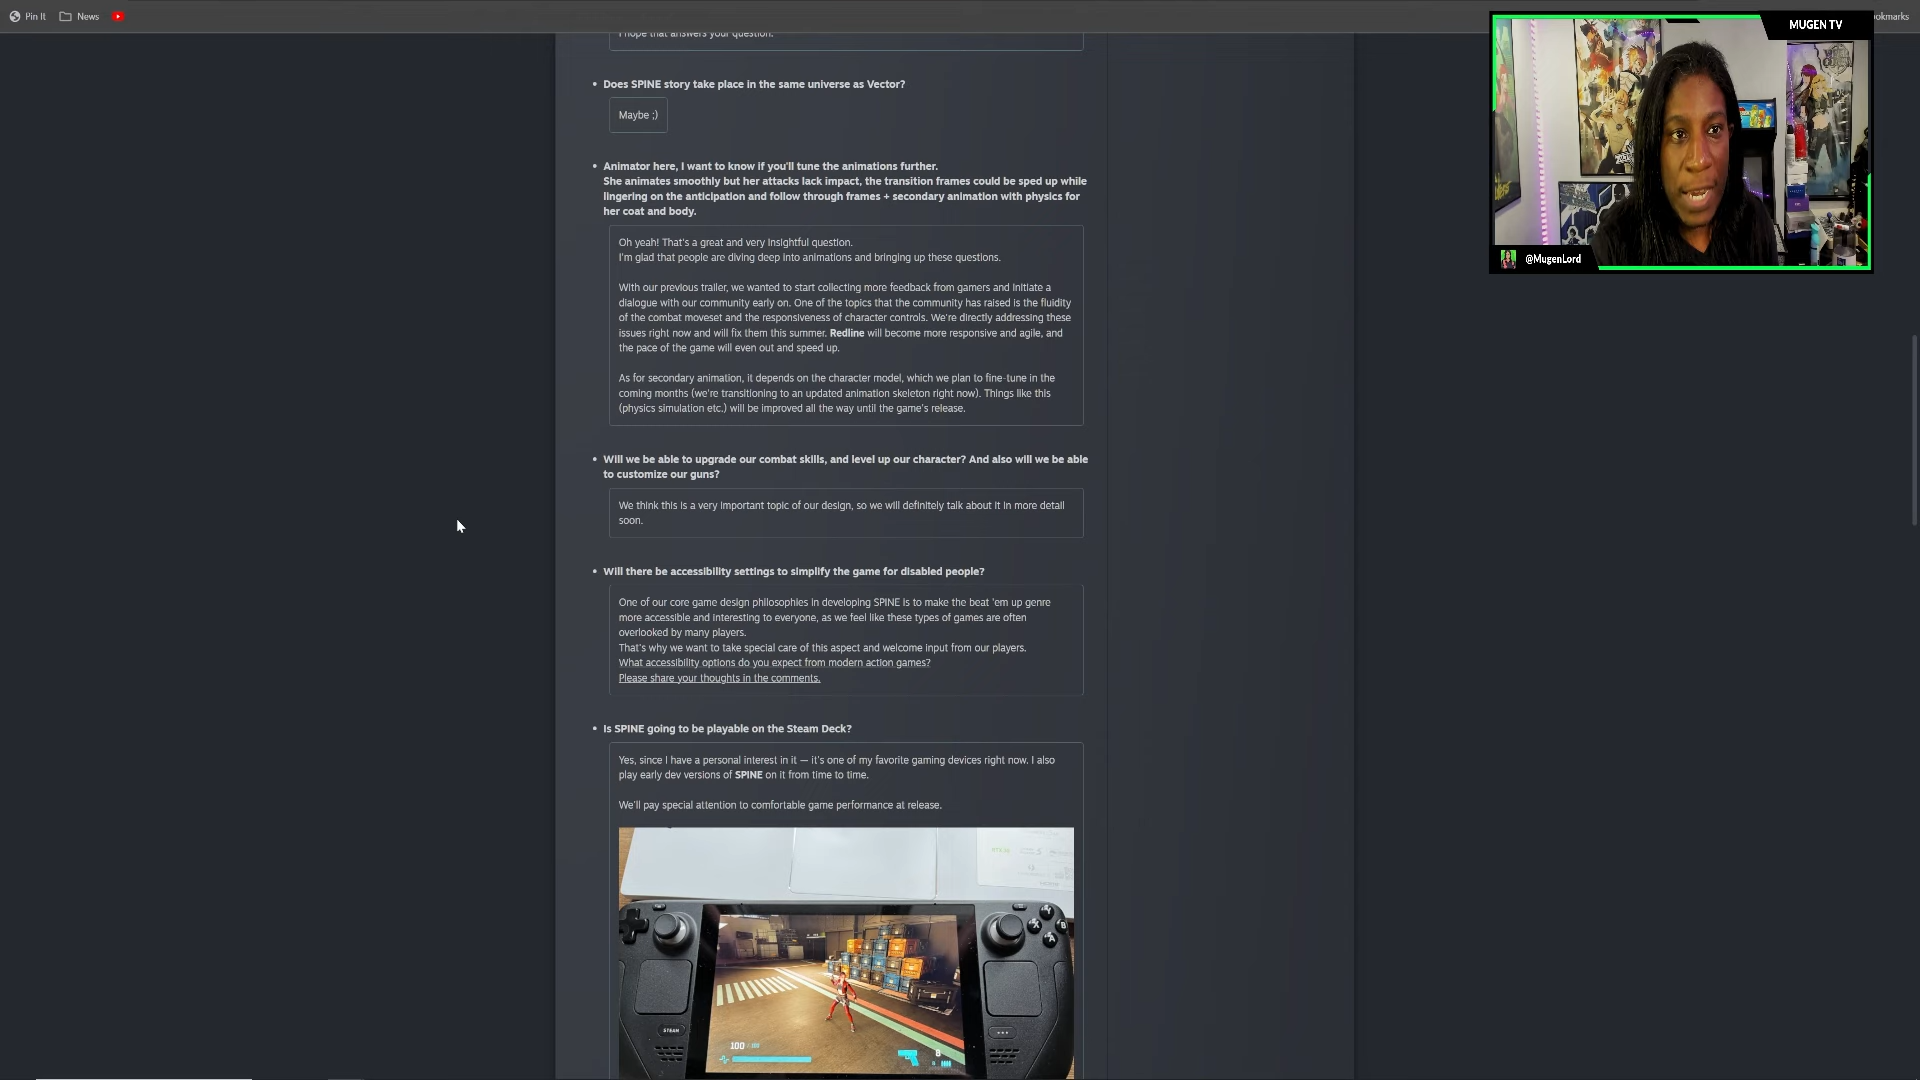 Pin It
News
okmarks
MUGEN TV
@MugenLord
I hope that answers your question.
• Does SPINE story take place in the same universe as Vector?
Maybe ;)
• Animator here, I want to know if you'll tune the animations further.
She animates smoothly but her attacks lack impact, the transition frames could be sped up while
lingering on the anticipation and follow through frames + secondary animation with physics for
her coat and body.
Oh yeah! That's a great and very insightful question.
I'm glad that people are diving deep into animations and bringing up these questions.
With our previous trailer, we wanted to start collecting more feedback from gamers and initiate a
dialogue with our community early on. One of the topics that the community has raised is the fluidity
of the combat moveset and the responsiveness of character controls. We're directly addressing these
issues right now and will fix them this summer. Redline will become more responsive and agile, and
the pace of the game will even out and speed up.
As for secondary animation, it depends on the character model, which we plan to fine-tune in the
coming months (we're transitioning to an updated animation skeleton right now). Things like this
(physics simulation etc.) will be improved all the way until the game's release.
• Will we be able to upgrade our combat skills, and level up our character? And also will we be able
to customize our guns?
We think this is a very important topic of our design, so we will definitely talk about it in more detail
soon.
• Will there be accessibility settings to simplify the game for disabled people?
One of our core game design philosophies in developing SPINE is to make the beat 'em up genre
more accessible and interesting to everyone, as we feel like these types of games are often
overlooked by many players.
That's why we want to take special care of this aspect and welcome input from our players.
What accessibility options do you expect from modern action games?
Please share your thoughts in the comments.
• Is SPINE going to be playable on the Steam Deck?
Yes, since I have a personal interest in it — it's one of my favorite gaming devices right now. I also
play early dev versions of SPINE on it from time to time.
We'll pay special attention to comfortable game performance at release.
Y
X
B
A
STEAM
100 / 100
8